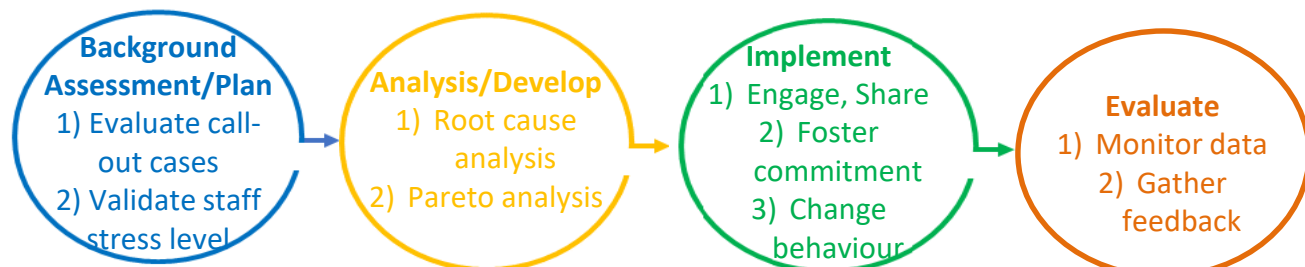 Background
Assessment/Plan
1) Evaluate call-
out cases
2) Validate staff
stress level
Analysis/Develop
1) Root cause
analysis
2) Pareto analysis
Implement
1) Engage, Share
2) Foster
commitment
3) Change
behaviour
Evaluate
1) Monitor data
2) Gather
feedback